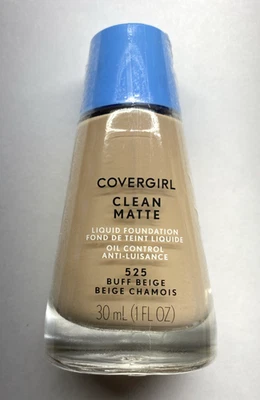 COVERGIRL
CLEAN
MATTE
LIQUID FOUNDATION
FOND DE TEINT LIQUIDE
OIL CONTROL
ANTI-LUISANCE
525
BUFF BEIGE
BEIGE CHAMOIS
30 mL (1 FL OZ)